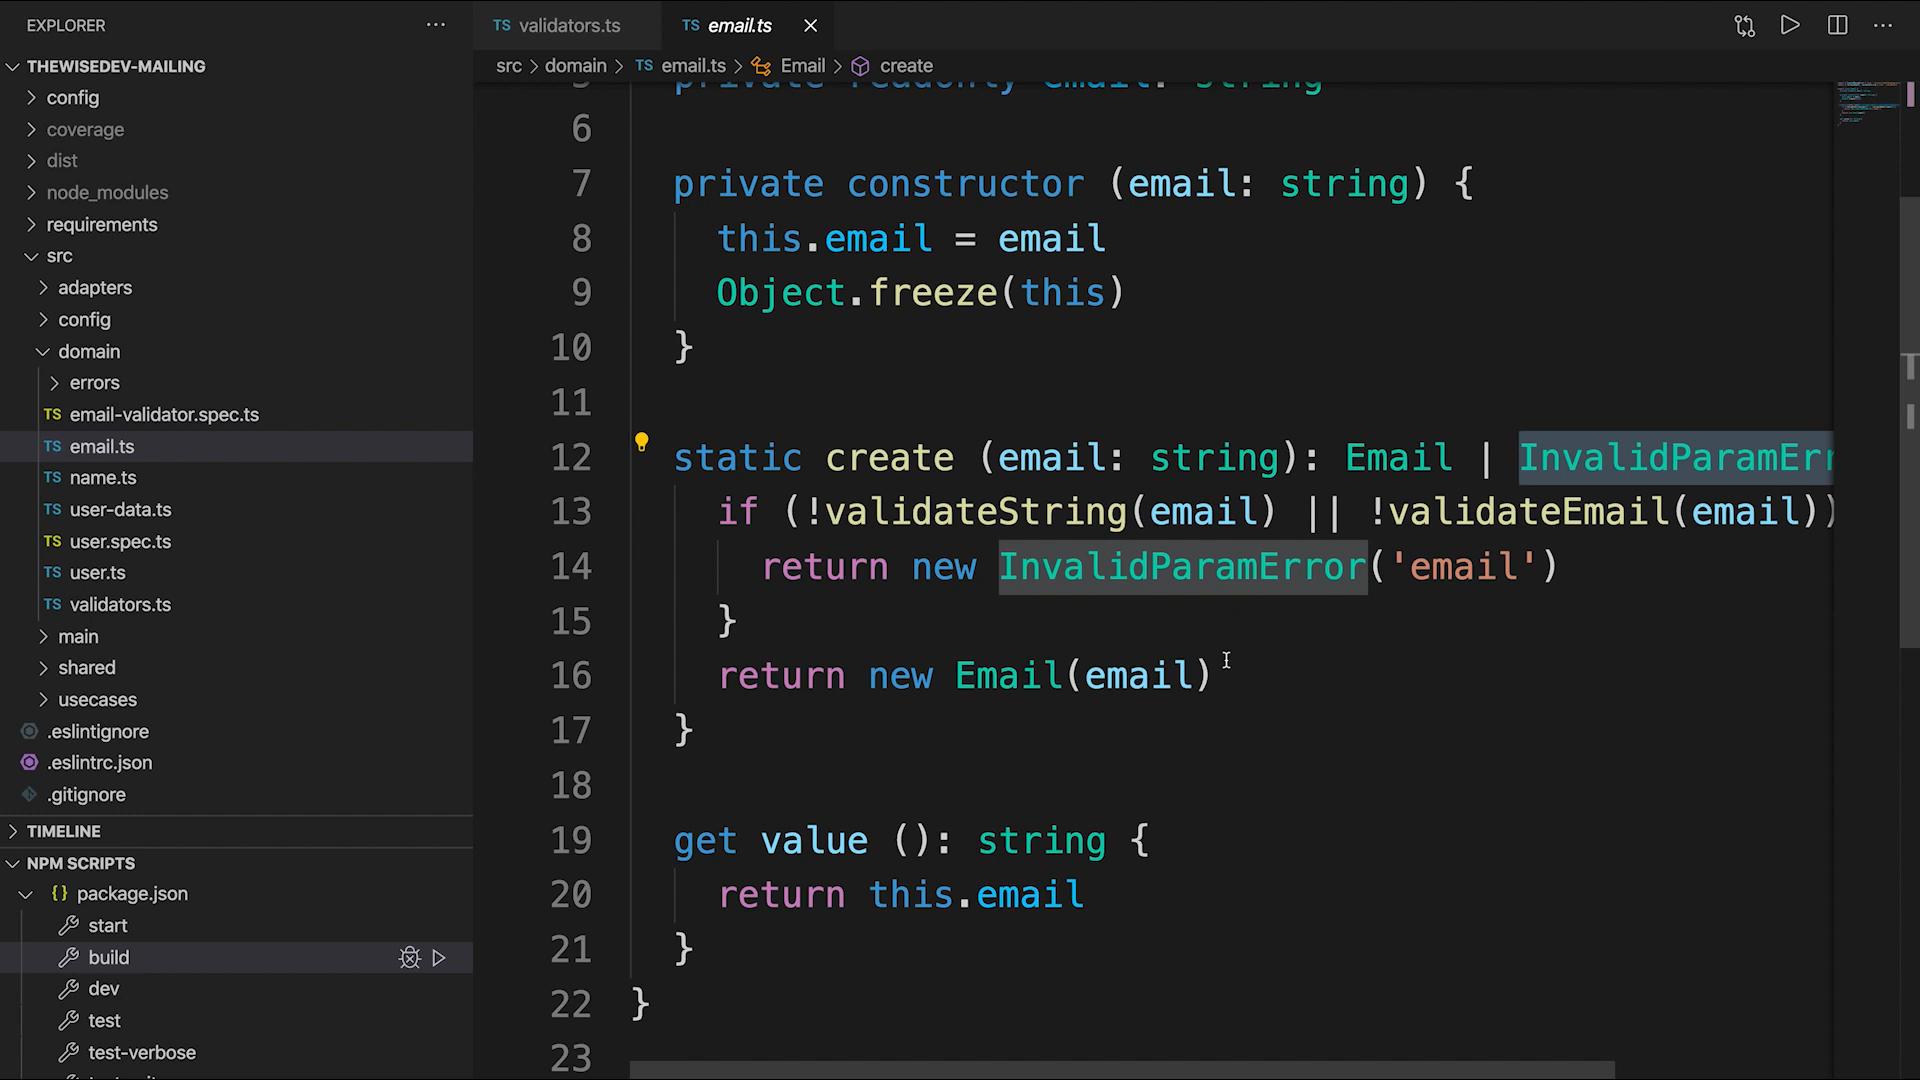 EXPLORER
THEWISEDEV-MAILING
config
coverage
dist
node_modules
requirements
src
adapters
config
domain
errors
TS email-validator.spec.ts
TS email.ts
TS name.ts
TS user-data.ts
TS user.spec.ts
TS user.ts
TS validators.ts
main
shared
usecases
.eslintignore
.eslintrc.json
.gitignore
TIMELINE
NPM SCRIPTS
{} package.json
start
build
dev
test
test-verbose
TS validators.ts
TS email.ts
src > domain > TS email.ts > Email > create
private readonly email: string
6
7 private constructor (email: string) {
8 this.email = email
9 Object.freeze(this)
10 }
11
12 static create (email: string): Email | InvalidParamErr
13 if (!validateString(email) || !validateEmail(email))
14 return new InvalidParamError('email')
15 }
16 return new Email(email)
17 }
18
19 get value (): string {
20 return this.email
21 }
22 }
23